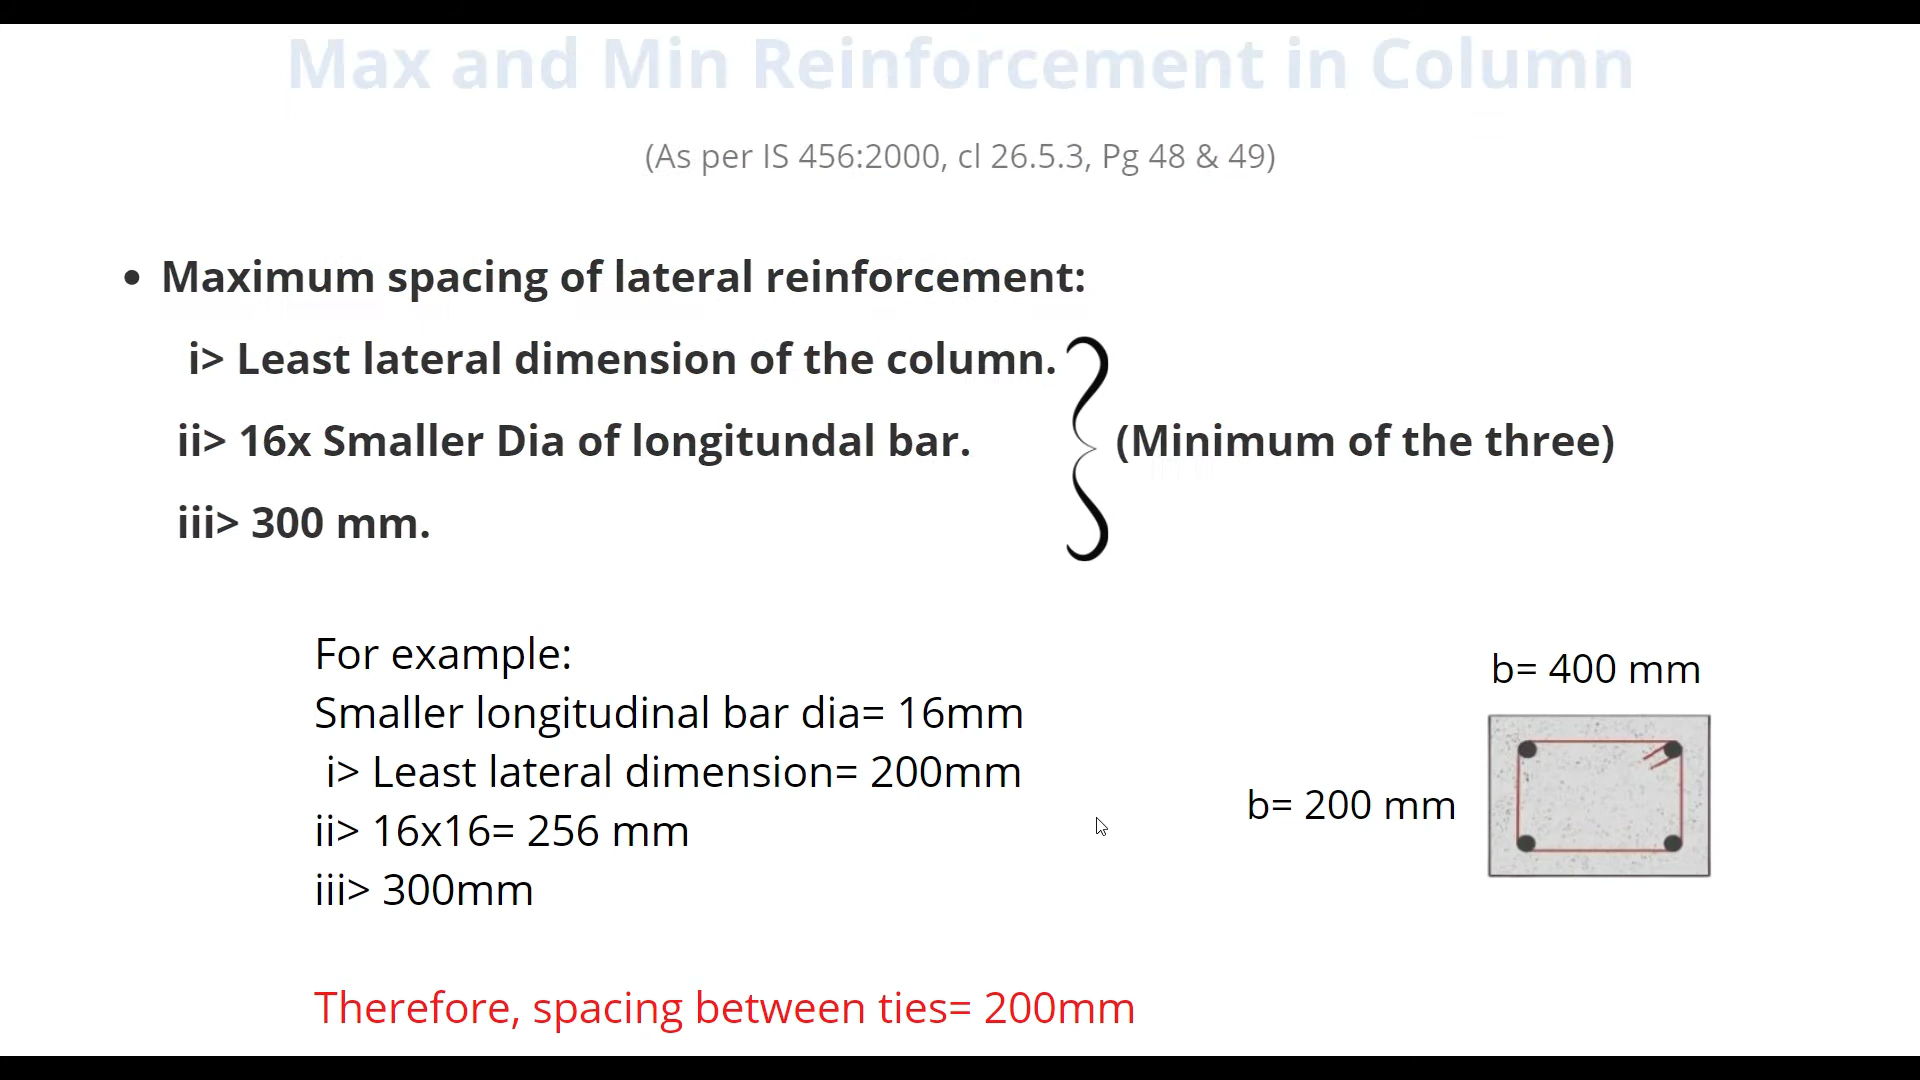 Max and Min Reinforcement in Column
(As per IS 456:2000, cl 26.5.3, Pg 48 & 49)
• Maximum spacing of lateral reinforcement:
i> Least lateral dimension of the column.
ii> 16x Smaller Dia of longitundal bar.
(Minimum of the three)
iii> 300 mm.
For example:
Smaller longitudinal bar dia= 16mm
i> Least lateral dimension= 200mm
ii> 16x16= 256 mm
iii> 300mm
Therefore, spacing between ties= 200mm
b= 400 mm
b= 200 mm